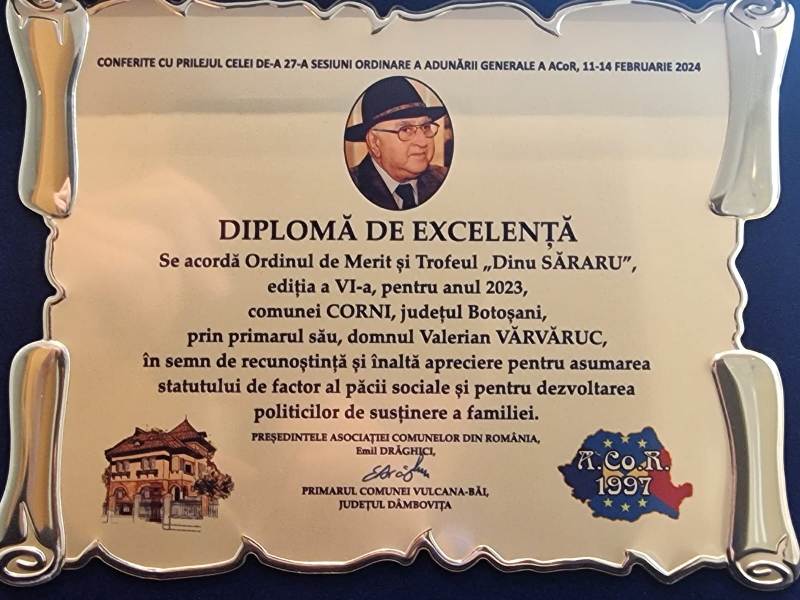 CONFERITE CU PRILEJUL CELEI DE-A 27-A SESIUNI ORDINARE A ADUNĂRII GENERALE A ACoR, 11-14 FEBRUARIE 2024
DIPLOMĂ DE EXCELENȚĂ
Se acordă Ordinul de Merit și Trofeul „Dinu SĂRARU”,
ediția a VI-a, pentru anul 2023,
comunei CORNI, județul Botoșani,
prin primarul său, domnul Valerian VĂRVĂRUC,
în semn de recunoștință și înaltă apreciere pentru asumarea
statutului de factor al păcii sociale și pentru dezvoltarea
politicilor de susținere a familiei.
PREȘEDINTELE ASOCIAȚIEI COMUNELOR DIN ROMÂNIA,
Emil DRĂGHICI,
PRIMARUL COMUNEI VULCANA-BĂI,
JUDEȚUL DÂMBOVIȚA
A.Co.R.
1997